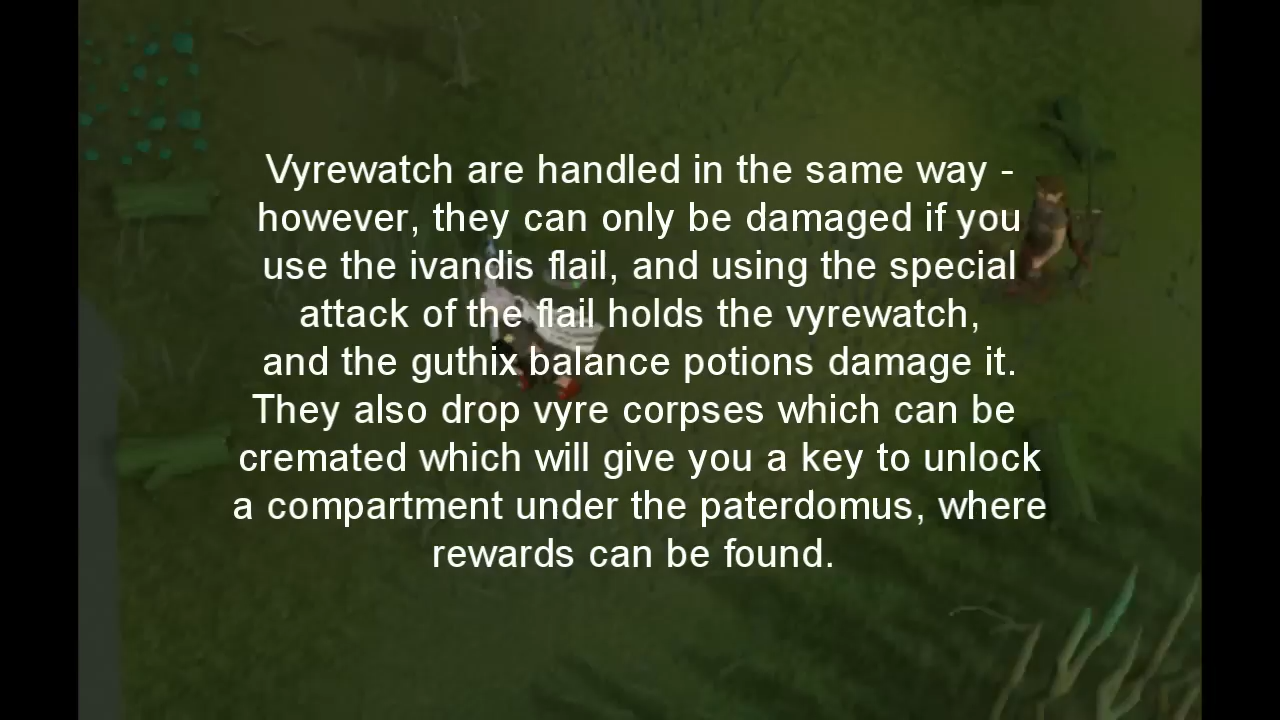 Vyrewatch are handled in the same way -
however, they can only be damaged if you
use the ivandis flail, and using the special
attack of the flail holds the vyrewatch,
and the guthix balance potions damage it.
They also drop vyre corpses which can be
cremated which will give you a key to unlock
a compartment under the paterdomus, where
rewards can be found.